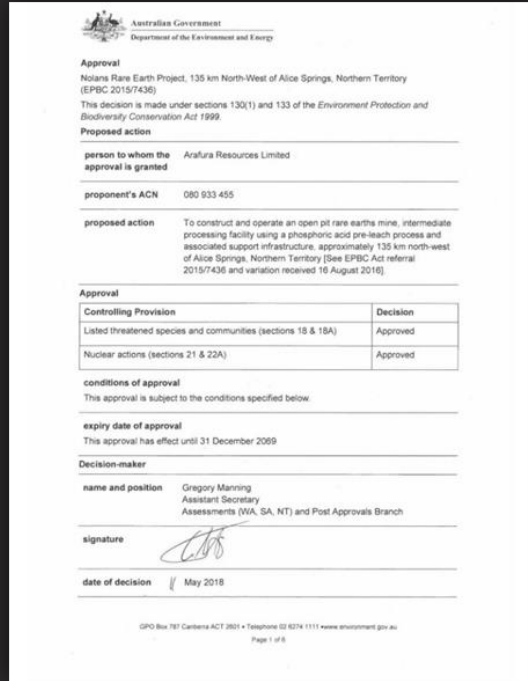 Australian Government
Department of the Environment and Energy
Approval
Nolans Rare Earth Project, 135 km North-West of Alice Springs, Northern Territory
(EPBC 2015/7436)
This decision is made under sections 130(1) and 133 of the Environment Protection and
Biodiversity Conservation Act 1999.
Proposed action
person to whom the approval is granted Arafura Resources Limited
proponent's ACN 080 933 455
proposed action To construct and operate an open pit rare earths mine, intermediate
processing facility using a phosphoric acid pre-leach process and
associated support infrastructure, approximately 135 km north-west
of Alice Springs, Northern Territory [See EPBC Act referral
2015/7436 and variation received 16 August 2016].
Approval
Controlling Provision Decision
Listed threatened species and communities (sections 18 & 18A) Approved
Nuclear actions (sections 21 & 22A) Approved
conditions of approval
This approval is subject to the conditions specified below.
expiry date of approval
This approval has effect until 31 December 2069
Decision-maker
name and position Gregory Manning
Assistant Secretary
Assessments (WA, SA, NT) and Post Approvals Branch
signature
date of decision 11 May 2018
GPO Box 787 Canberra ACT 2601 • Telephone 02 6274 1111 • www.environment.gov.au
Page 1 of 6